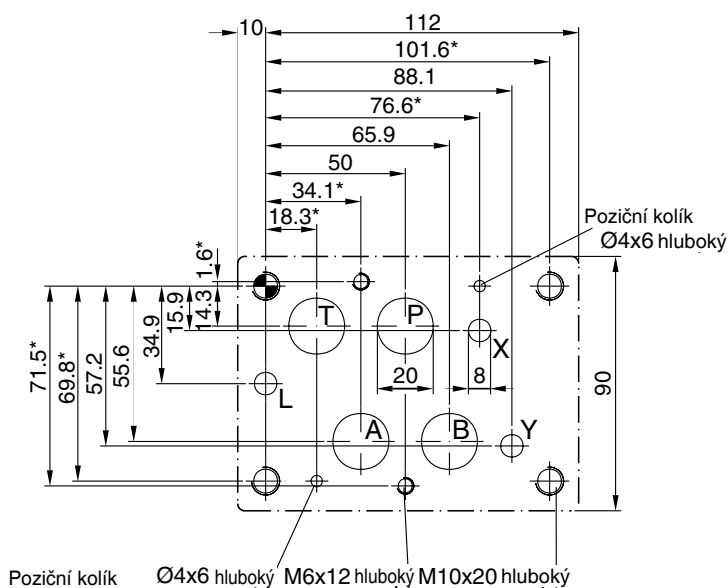 10
112
101.6*
88.1
76.6*
65.9
50
34.1*
18.3*
Poziční kolík
Ø4x6 hluboký
1.6*
14.3
15.9
34.9
55.6
57.2
69.8*
71.5*
T
P
X
20
8
L
A
B
Y
90
Poziční kolík
Ø4x6 hluboký
M6x12 hluboký
M10x20 hluboký